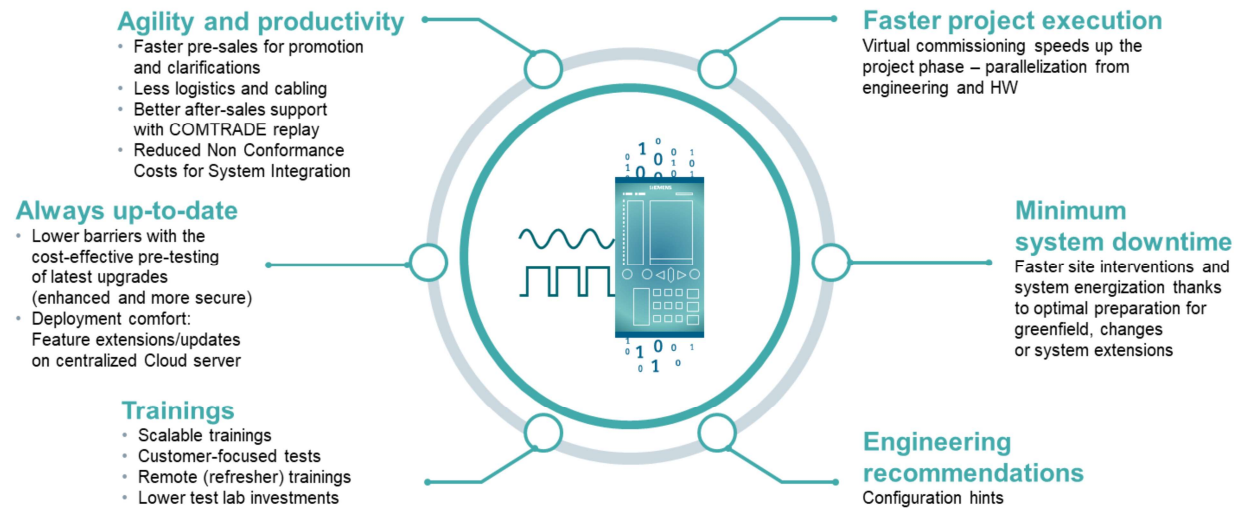 Agility and productivity
• Faster pre-sales for promotion
and clarifications
• Less logistics and cabling
• Better after-sales support
with COMTRADE replay
• Reduced Non Conformance
Costs for System Integration
Always up-to-date
• Lower barriers with the
cost-effective pre-testing
of latest upgrades
(enhanced and more secure)
• Deployment comfort:
Feature extensions/updates
on centralized Cloud server
Trainings
• Scalable trainings
• Customer-focused tests
• Remote (refresher) trainings
• Lower test lab investments
SIEMENS
Faster project execution
Virtual commissioning speeds up the
project phase – parallelization from
engineering and HW
Minimum
system downtime
Faster site interventions and
system energization thanks
to optimal preparation for
greenfield, changes
or system extensions
Engineering
recommendations
Configuration hints